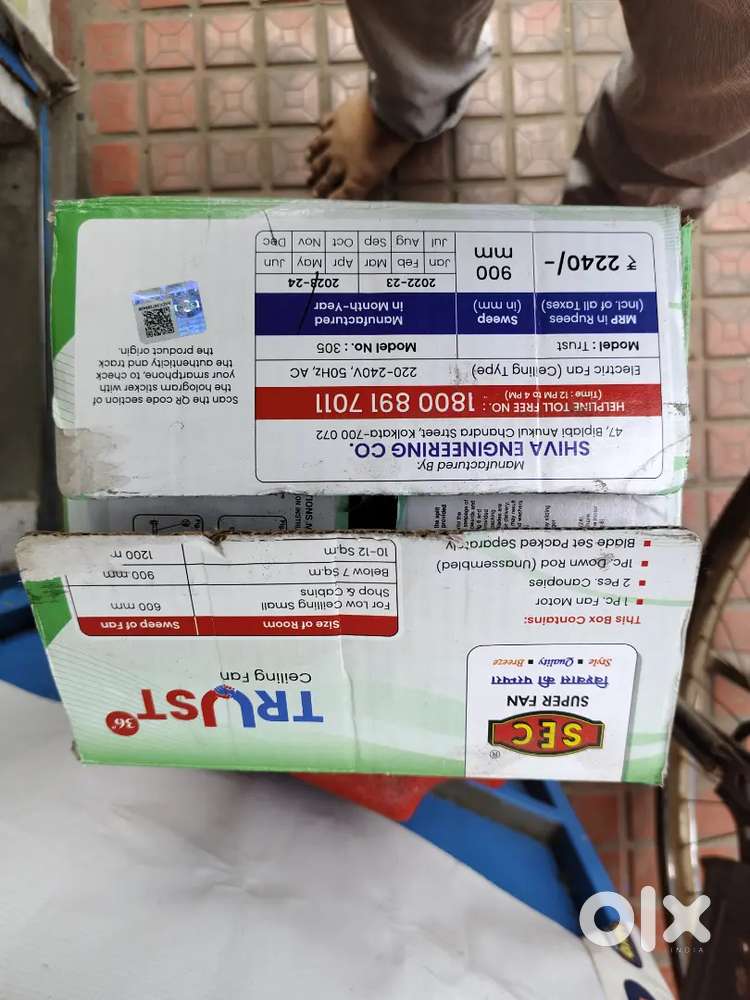 SEC ®
SUPER FAN
विश्वास की परम्परा
Style ■ Quality ■ Breeze
TRUST 36"
Ceiling Fan
This Box Contains:
■ 1 Pc. Fan Motor
■ 2 Pcs. Canopies
■ 1Pc. Down Rod (Unassembled)
■ Blade Set Packed Separately
Size of Room Sweep of Fan
For Low Ceilling Small
Shop & Cabins 600 mm
Below 7 Sq.m 900 mm
10-12 Sq.m 1200 m
Manufactured By:
SHIVA ENGINEERING CO.
47, Biplabi Anukul Chandra Street, Kolkata-700 072
HELPLINE TOLL FREE NO. : 1800 891 7011
(Time : 12 PM to 4 PM)
Electric Fan (Ceiling Type) 220-240V, 50Hz, AC
Model : Trust Model No. : 305
MRP in Rupees
(Incl. of all Taxes)
Sweep
(in mm)
Manufactured
in Month-Year
₹ 2240/-
900
mm
2022-23 2023-24
Jan Feb Mar Apr May Jun
Jul Aug Sep Oct Nov Dec
Scan the QR code section of
the hologram sticker with
your smartphone, to check
the authenticity and track
the product origin.
olx
INDIA